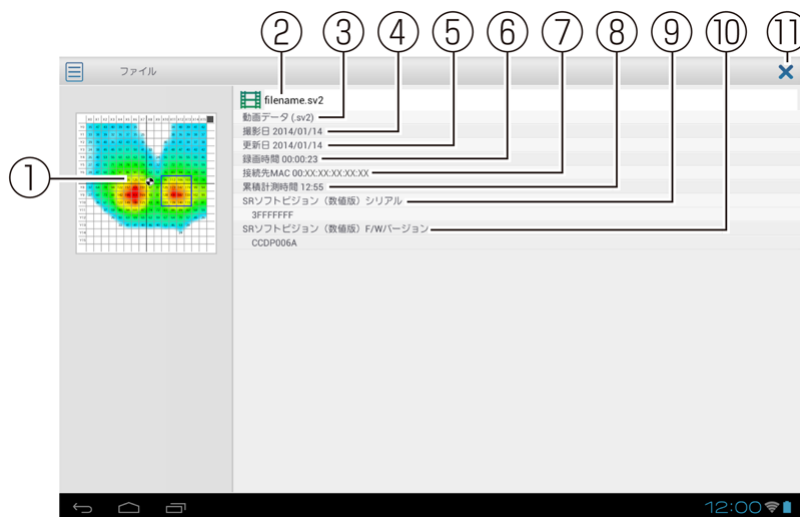 ② ③ ④ ⑤ ⑥ ⑦ ⑧ ⑨ ⑩ ⑪
ファイル
①
filename.sv2
動画データ (.sv2)
撮影日 2014/01/14
更新日 2014/01/14
録画時間 00:00:23
接続先MAC 00:XX:XX:XX:XX:XX
累積計測時間 12:55
SRソフトビジョン（数値版）シリアル
3FFFFFFF
SRソフトビジョン（数値版）F/Wバージョン
CCDP006A
12:00